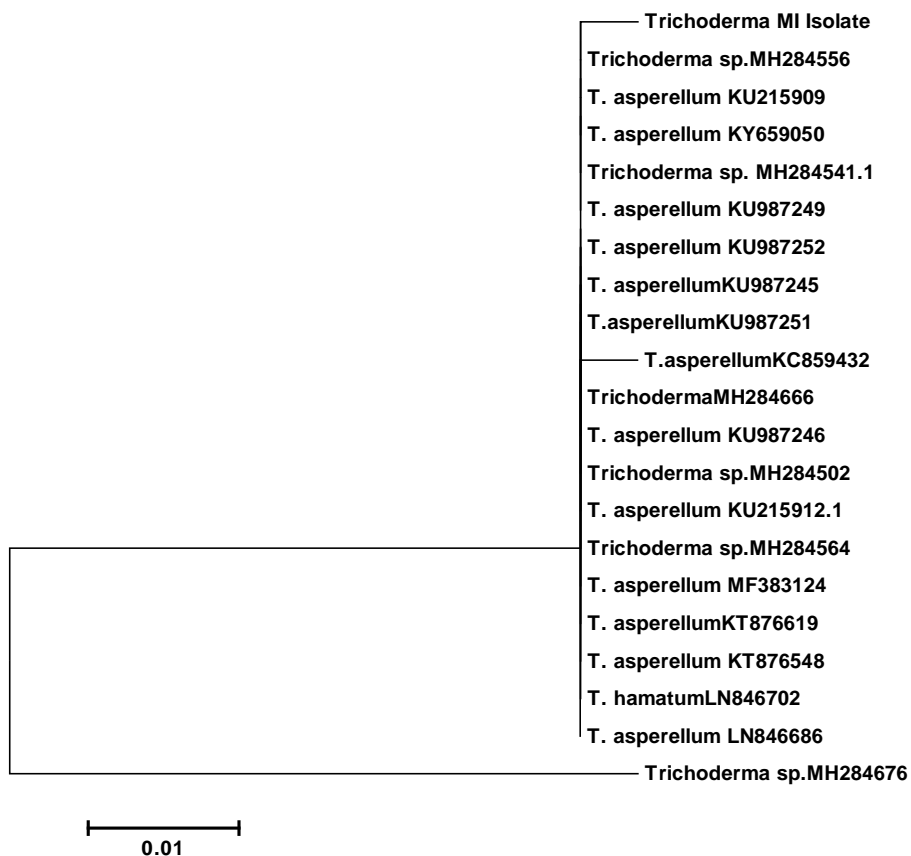 Trichoderma MI Isolate
Trichoderma sp.MH284556
T. asperellum KU215909
T. asperellum KY659050
Trichoderma sp. MH284541.1
T. asperellum KU987249
T. asperellum KU987252
T. asperellumKU987245
T.asperellumKU987251
T.asperellumKC859432
TrichodermaMH284666
T. asperellum KU987246
Trichoderma sp.MH284502
T. asperellum KU215912.1
Trichoderma sp.MH284564
T. asperellum MF383124
T. asperellumKT876619
T. asperellum KT876548
T. hamatumLN846702
T. asperellum LN846686
Trichoderma sp.MH284676
0.01